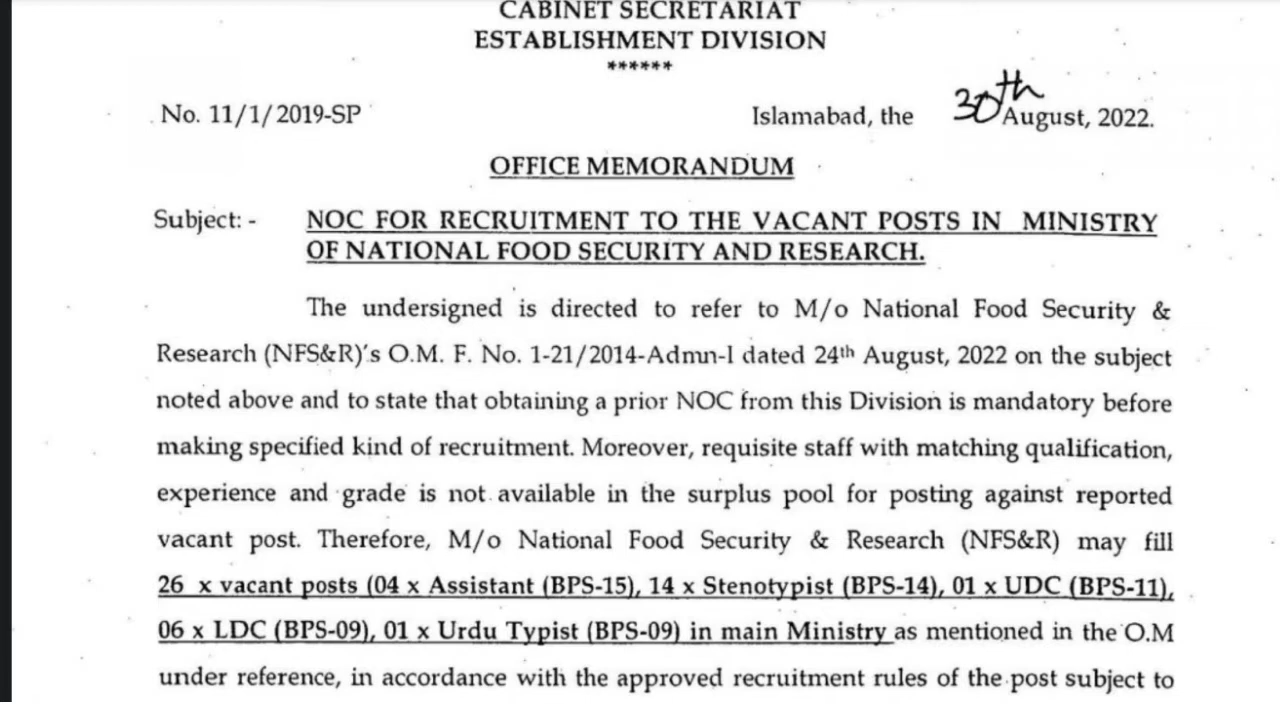 CABINET SECRETARIAT
ESTABLISHMENT DIVISION
******
No. 11/1/2019-SP Islamabad, the 30th August, 2022.
OFFICE MEMORANDUM
Subject: - NOC FOR RECRUITMENT TO THE VACANT POSTS IN MINISTRY
OF NATIONAL FOOD SECURITY AND RESEARCH.
The undersigned is directed to refer to M/o National Food Security &
Research (NFS&R)'s O.M. F. No. 1-21/2014-Admn-I dated 24th August, 2022 on the subject
noted above and to state that obtaining a prior NOC from this Division is mandatory before
making specified kind of recruitment. Moreover, requisite staff with matching qualification,
experience and grade is not available in the surplus pool for posting against reported
vacant post. Therefore, M/o National Food Security & Research (NFS&R) may fill
26 x vacant posts (04 x Assistant (BPS-15), 14 x Stenotypist (BPS-14), 01 x UDC (BPS-11),
06 x LDC (BPS-09), 01 x Urdu Typist (BPS-09) in main Ministry as mentioned in the O.M
under reference, in accordance with the approved recruitment rules of the post subject to